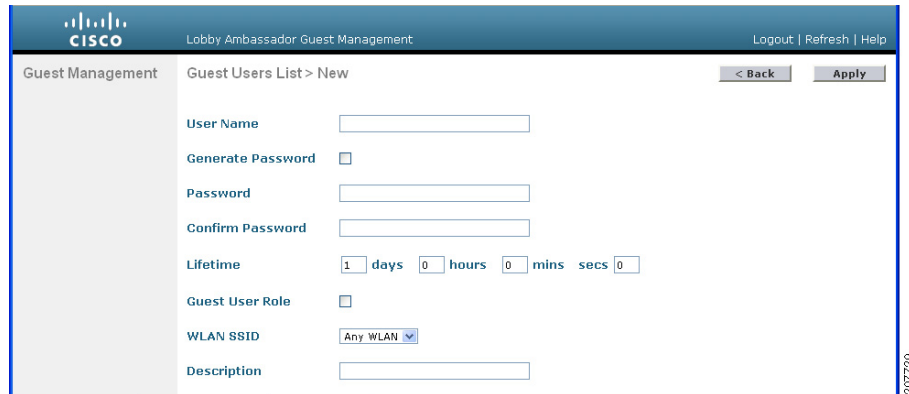 CISCO
Lobby Ambassador Guest Management
Logout | Refresh | Help
Guest Management
Guest Users List > New
< Back
Apply
User Name
Generate Password
Password
Confirm Password
Lifetime
1 days 0 hours 0 mins secs 0
Guest User Role
WLAN SSID
Any WLAN
Description